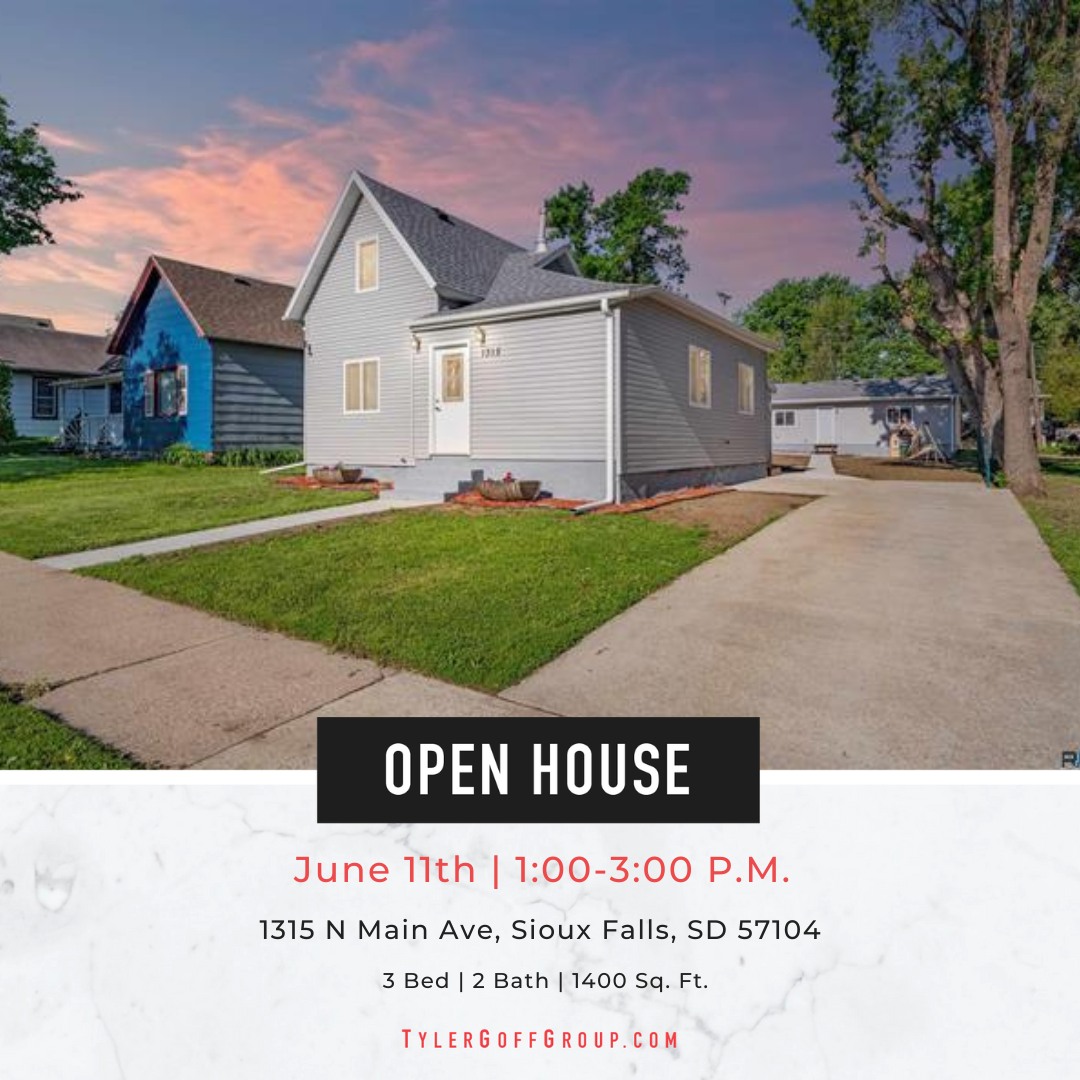 1315
OPEN HOUSE
June 11th | 1:00-3:00 P.M.
1315 N Main Ave, Sioux Falls, SD 57104
3 Bed | 2 Bath | 1400 Sq. Ft.
TylerGoffGroup.com